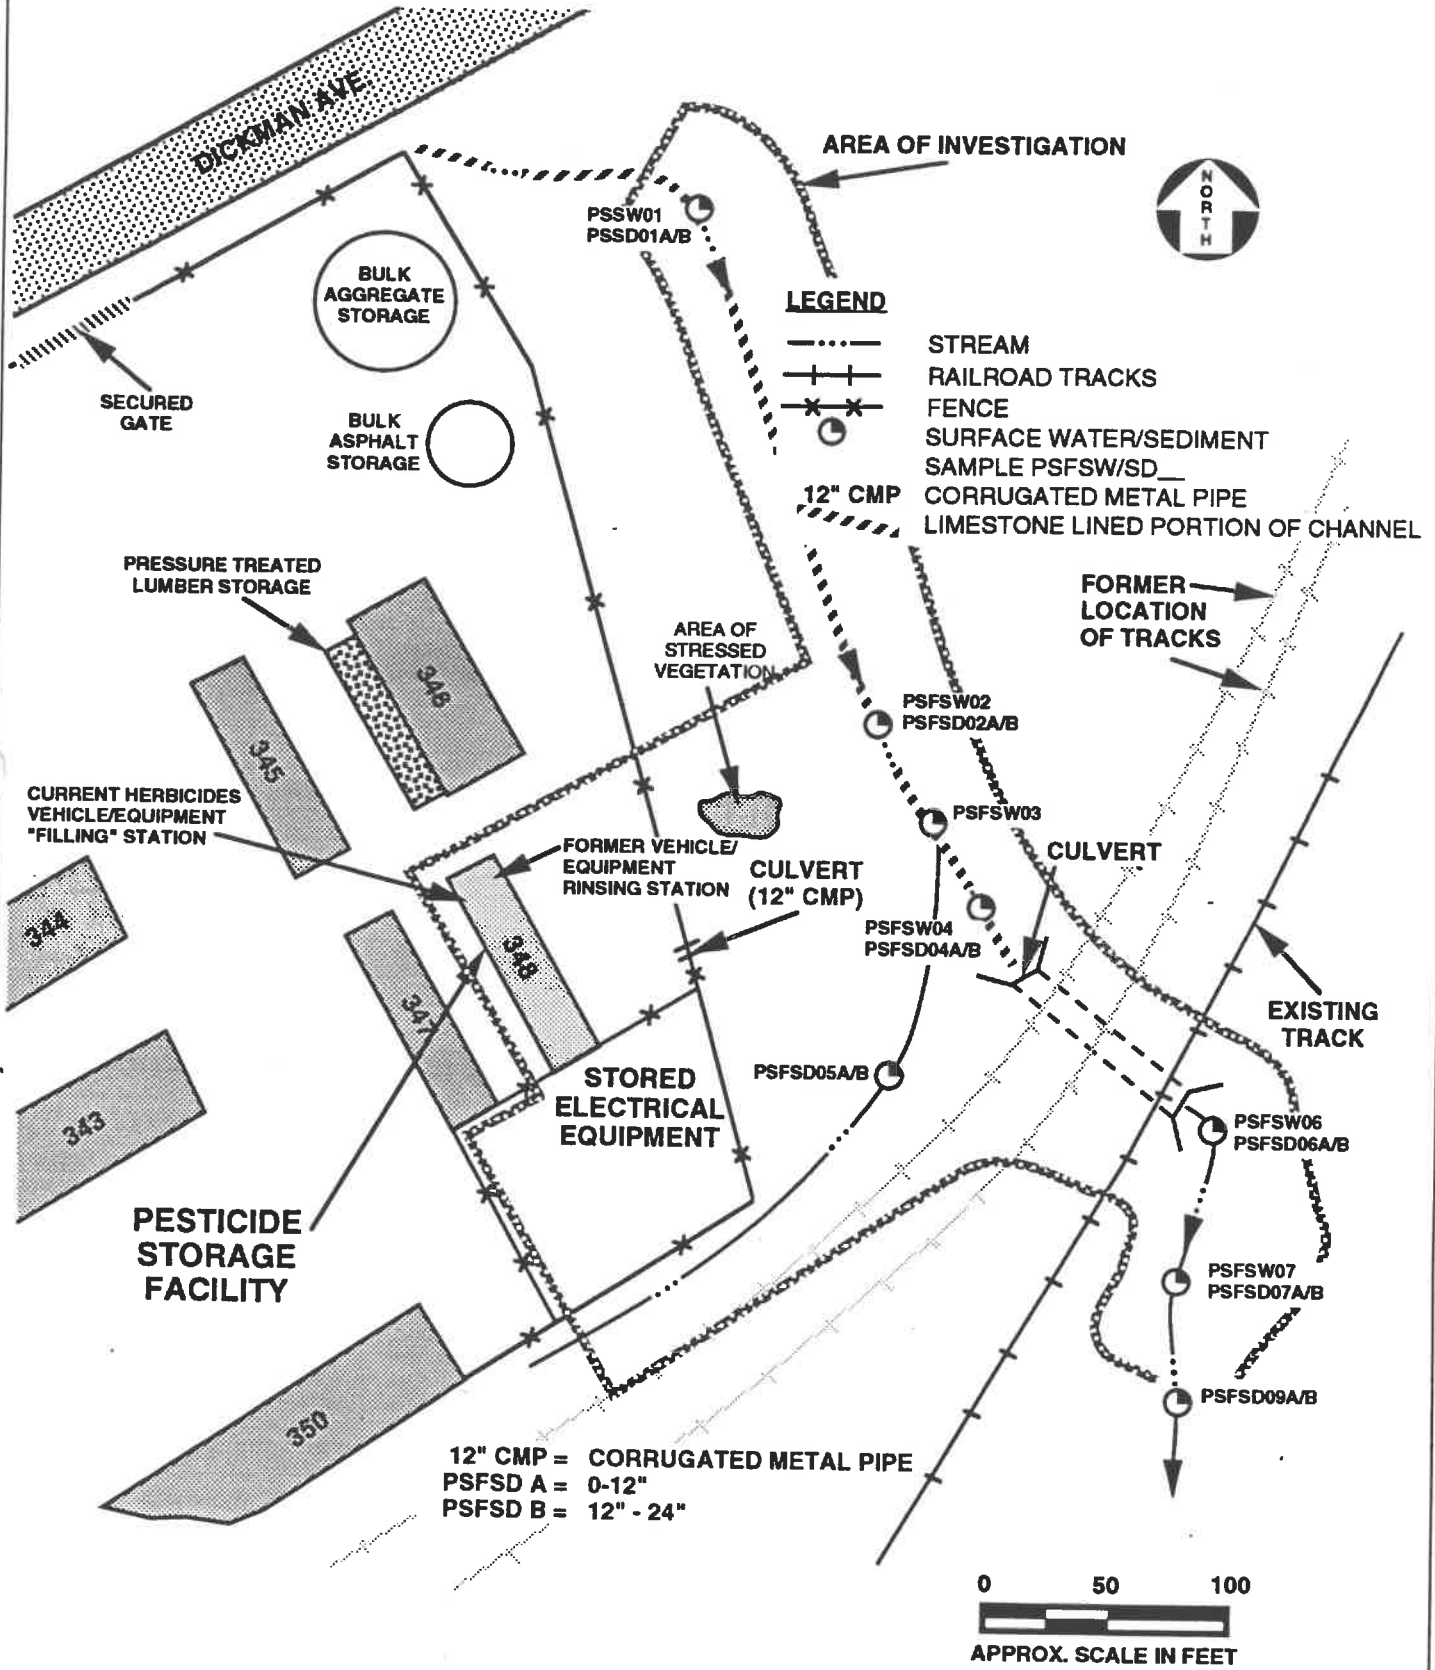 DICKMAN AVE.
AREA OF INVESTIGATION
NORTH
PSSW01
PSSD01A/B
BULK
AGGREGATE
STORAGE
LEGEND
STREAM
RAILROAD TRACKS
FENCE
SURFACE WATER/SEDIMENT
SAMPLE PSFSW/SD__
12" CMP CORRUGATED METAL PIPE
LIMESTONE LINED PORTION OF CHANNEL
SECURED
GATE
BULK
ASPHALT
STORAGE
PRESSURE TREATED
LUMBER STORAGE
FORMER
LOCATION
OF TRACKS
AREA OF
STRESSED
VEGETATION
346
345
PSFSW02
PSFSD02A/B
CURRENT HERBICIDES
VEHICLE/EQUIPMENT
"FILLING" STATION
PSFSW03
FORMER VEHICLE/
EQUIPMENT
RINSING STATION
CULVERT
(12" CMP)
CULVERT
344
348
PSFSW04
PSFSD04A/B
347
EXISTING
TRACK
PSFSD05A/B
STORED
ELECTRICAL
EQUIPMENT
343
PSFSW06
PSFSD06A/B
PESTICIDE
STORAGE
FACILITY
PSFSW07
PSFSD07A/B
PSFSD09A/B
350
12" CMP = CORRUGATED METAL PIPE
PSFSD A = 0-12"
PSFSD B = 12" - 24"
0 50 100
APPROX. SCALE IN FEET